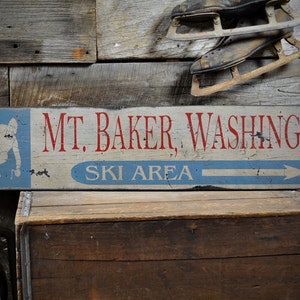 MT. BAKER, WASHING
SKI AREA